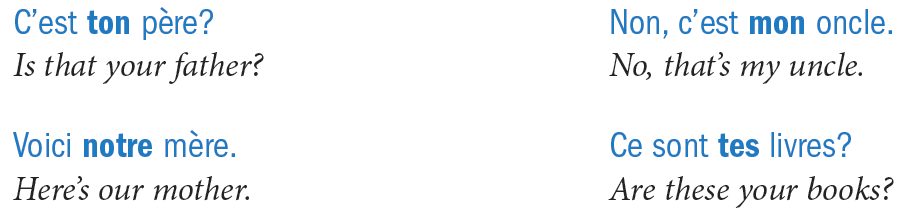 C’est ton père?
Is that your father?
Non, c’est mon oncle.
No, that’s my uncle.
Voici notre mère.
Here’s our mother.
Ce sont tes livres?
Are these your books?